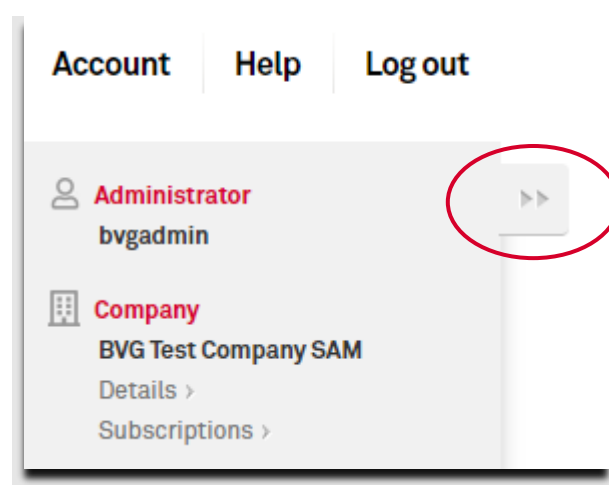 Account Help Log out
Administrator
bvgadmin
Company
BVG Test Company SAM
Details ›
Subscriptions ›